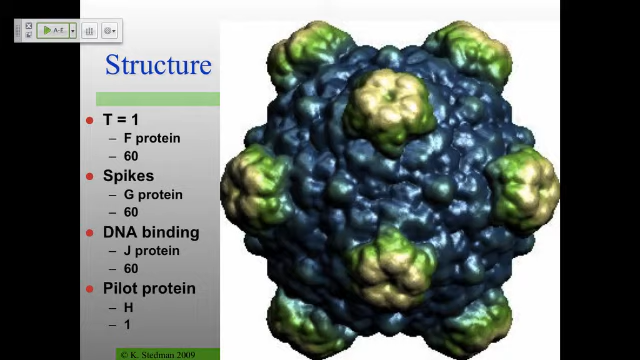 A-E
Structure
T = 1
– F protein
– 60
Spikes
– G protein
– 60
DNA binding
– J protein
– 60
Pilot protein
– H
– 1
© K. Stedman 2009